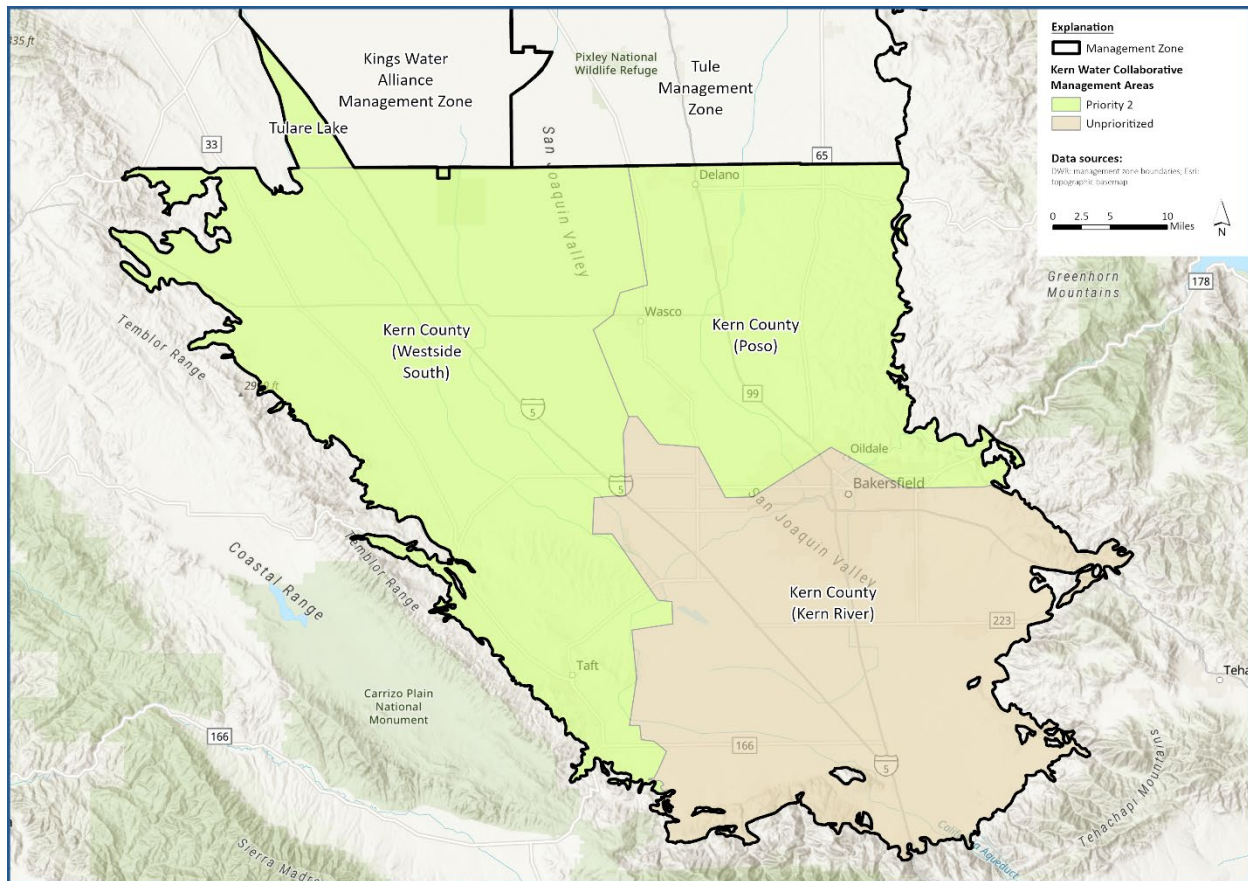 Explanation
Management Zone
Kern Water Collaborative
Management Areas
Priority 2
Unprioritized
Data sources:
DWR: management zone boundaries; Esri:
topographic basemap
0 2.5 5 10
Miles
N
Kings Water
Alliance
Management Zone
Pixley National
Wildlife Refuge
Tule
Management
Zone
Tulare Lake
33
65
San Joaquin Valley
Delano
Greenhorn
Mountains
178
Temblor Range
Kern County
(Westside
South)
Wasco
Kern County
(Poso)
99
5
Oildale
5
Bakersfield
San Joaquin Valley
Coastal Range
Temblor Range
Kern County
(Kern River)
223
Taft
Carrizo Plain
National
Monument
166
166
5
Tehachapi Mountains
Sierra Madre
Aqueduct